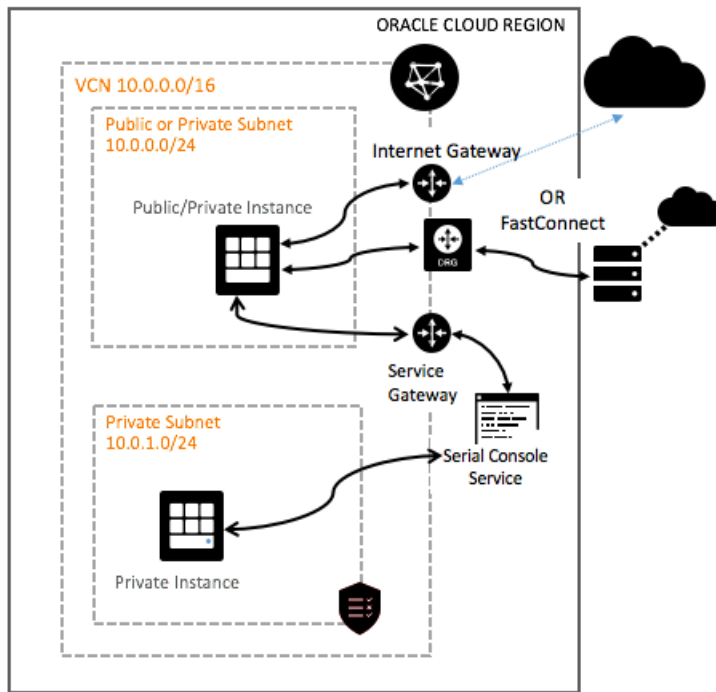 ORACLE CLOUD REGION
VCN 10.0.0.0/16
Public or Private Subnet
10.0.0.0/24
Internet Gateway
Public/Private Instance
OR
FastConnect
DRG
Service
Gateway
Private Subnet
10.0.1.0/24
Serial Console
Service
Private Instance